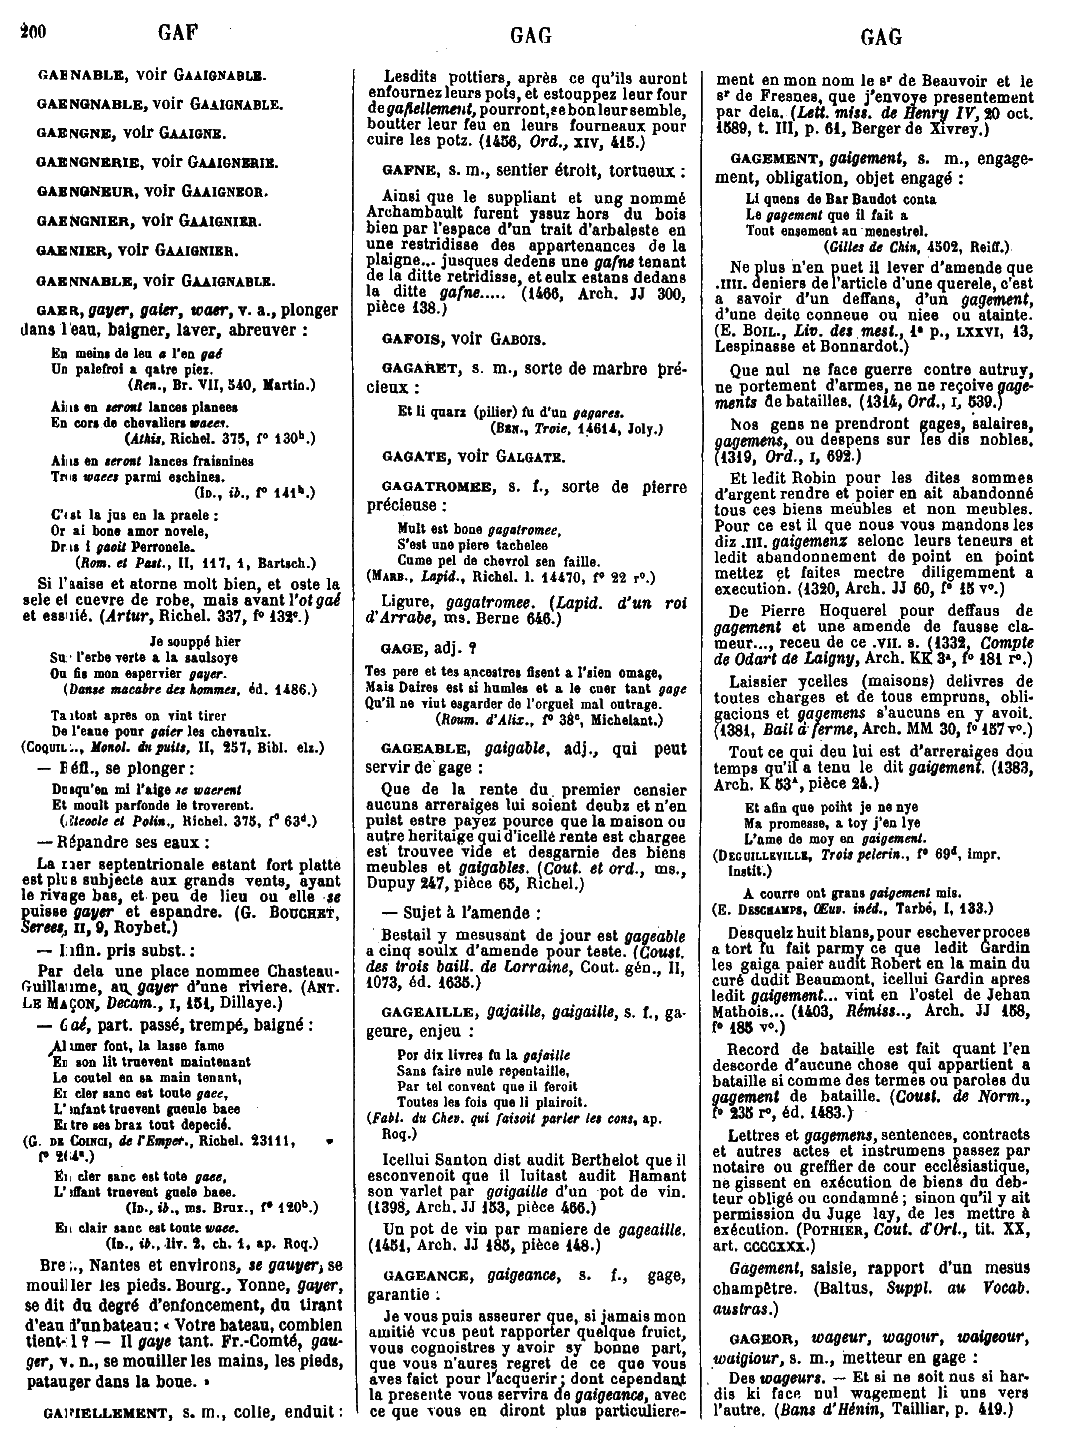 200
GAF
GAG
GAG
GAENABLE, voir GAAIGNABLE.
GAENGNABLE, voir GAAIGNABLE.
GAENGNE, voir GAAIGNE.
GAENGNERIE, voir GAAIGNERIE.
GAENGNEUR, voir GAAIGNEOR.
GAENGNIER, voir GAAIGNIER.
GAENIER, voir GAAIGNIER.
GAENNABLE, voir GAAIGNABLE.
GAER, gayer, gaier, waer, v. a., plonger
dans l'eau, baigner, laver, abreuver :
En meins de leu a l'en gaé
Un palefroi a qatre piez.
(Ren., Br. VII, 540, Martin.)
Ains en seront lances planees
En cors de chevaliers waees.
(Athis, Richel. 375, f° 130b.)
Ains en seront lances fraisnines
Trois waees parmi eschines.
(ID., ib., f° 141h.)
C'est la jus en la praele :
Or ai bone amor novele,
Dras i gaoit Perronele.
(Rom. et Past., II, 117, 1, Bartsch.)
Si l'aaise et atorne molt bien, et oste la
sele et cuevre de robe, mais avant l'ot gaé
et essuié. (Artur, Richel. 337, f° 132c.)
Je souppé hier
Sur l'erbe verte a la saulsoye
Ou fis mon espervier gayer.
(Danse macabre des hommes, éd. 1486.)
Tantost apres on vint tirer
De l'eaue pour gaier les chevaulx.
(COQUILL., Monol. du puits, II, 257, Bibl. elz.)
— Réfl., se plonger :
Dusqu'en mi l'aige se waerent
Et moult parfonde le troverent.
(Eteocle et Polin., Richel. 375, f° 63d.)
— Répandre ses eaux :
La mer septentrionale estant fort platte
est plus subjecte aux grands vents, ayant
le rivage bas, et peu de lieu ou elle se
puisse gayer et espandre. (G. BOUCHET,
Serees, II, 9, Roybet.)
— Infin. pris subst. :
Par dela une place nommee Chasteau-
Guillaume, au gayer d'une riviere. (ANT.
LE MAÇON, Decam., I, 151, Dillaye.)
— Gaé, part. passé, trempé, baigné :
Alumer font, la lasse fame
En son lit truevent maintenant
Le coutel en sa main tenant,
En cler sanc est toute gaee,
L'enfant truevent gueule baee
Entre ses braz tout depecié.
(G. DE COINCI, de l'Emper., Richel. 23111,
f° 264a.)
En cler sanc est tote gaee,
L'effant truevent guele baee.
(ID., ib., ms. Brux., f° 120b.)
En clair sanc est toute waee.
(ID., ib., liv. 2, ch. 1, ap. Roq.)
Bret., Nantes et environs, se gauyer, se
mouiller les pieds. Bourg., Yonne, gayer,
se dit du degré d'enfoncement, du tirant
d'eau d'un bateau: « Votre bateau, combien
tient-il ? — Il gaye tant. Fr.-Comté, gau-
ger, v. n., se mouiller les mains, les pieds,
patauger dans la boue. »
GAFIELLEMENT, s. m., colle, enduit :
Lesdits pottiers, après ce qu'ils auront
enfournez leurs pots, et estouppez leur four
de gafiellement, pourront, se bon leur semble,
boutter leur feu en leurs fourneaux pour
cuire les potz. (1456, Ord., XIV, 415.)
GAFNE, s. m., sentier étroit, tortueux :
Ainsi que le suppliant et ung nommé
Archambault furent yssuz hors du bois
bien par l'espace d'un trait d'arbaleste en
une restridisse des appartenances de la
plaigne... jusques dedens une gafne tenant
de la ditte retridisse, et eulx estans dedans
la ditte gafne..... (1466, Arch. JJ 300,
pièce 138.)
GAFOIS, voir GABOIS.
GAGARET, s. m., sorte de marbre pré-
cieux :
Et li quarz (pilier) fu d'un gagares.
(BEN., Troie, 14614, Joly.)
GAGATE, voir GALGATE.
GAGATROMEE, s. f., sorte de pierre
précieuse :
Mult est bone gagatromee,
S'est une piere tachelee
Cume pel de chevrol sen faille.
(MARB., Lapid., Richel. l. 14470, f° 22 r°.)
Ligure, gagatromee. (Lapid. d'un roi
d'Arrabe, ms. Berne 646.)
GAGE, adj. ?
Tes pere et tes ancestres fisent a l'sien omage,
Mais Daires est si humles et a le cuer tant gage
Qu'il ne viut esgarder de l'orguel mal outrage.
(Roum. d'Alix., f° 38c, Michelant.)
GAGEABLE, gaigable, adj., qui peut
servir de gage :
Que de la rente du premier censier
aucuns arreraiges lui soient deubz et n'en
puist estre payez pource que la maison ou
autre heritaige qui d'icelle rente est chargee
est trouvee vide et desgarnie des biens
meubles et gaigables. (Cout. et ord., ms.,
Dupuy 247, pièce 65, Richel.)
— Sujet à l'amende :
Bestail y mesusant de jour est gageable
a cinq soulx d'amende pour teste. (Coust.
des trois baill. de Lorraine, Cout. gén., II,
1073, éd. 1635.)
GAGEAILLE, gajaille, gaigaille, s. f., ga-
geure, enjeu :
Por dix livres fu la gajaille
Sans faire nule repentaille,
Par tel convent que il feroit
Toutes les fois que li plairoit.
(Fabl. du Chev. qui faisoit parler les cons, ap.
Roq.)
Icellui Santon dist audit Berthelot que il
esconvenoit que il luitast audit Hamant
son varlet par gaigaille d'un pot de vin.
(1398, Arch. JJ 153, pièce 466.)
Un pot de vin par maniere de gageaille.
(1451, Arch. JJ 185, pièce 148.)
GAGEANCE, gaigeance, s. f., gage,
garantie :
Je vous puis asseurer que, si jamais mon
amitié vous peut rapporter quelque fruict,
vous cognoistres y avoir sy bonne part,
que vous n'aures regret de ce que vous
aves faict pour l'acquerir ; dont cependant
la presente vous servira de gaigeance, avec
ce que vous en diront plus particuliere-
ment en mon nom le sr de Beauvoir et le
sr de Fresnes, que j'envoye presentement
par dela. (Lett. miss. de Henry IV, 20 oct.
1589, t. III, p. 61, Berger de Xivrey.)
GAGEMENT, gaigement, s. m., engage-
ment, obligation, objet engagé :
Li quens de Bar Baudot conta
Le gagement que il fait a
Tout ensement au menestrel.
(Gilles de Chin, 4502, Reiff.)
Ne plus n'en puet il lever d'amende que
.IIII. deniers de l'article d'une querele, c'est
a savoir d'un deffans, d'un gagement,
d'une deite conneue ou niee ou atainte.
(E. BOIL., Liv. des mest., 1e p., LXXVI, 13,
Lespinasse et Bonnardot.)
Que nul ne face guerre contre autruy,
ne portement d'armes, ne ne reçoive gage-
ments de batailles. (1314, Ord., I, 539.)
Nos gens ne prendront gages, salaires,
gagemens, ou despens sur les dis nobles.
(1319, Ord., I, 692.)
Et ledit Robin pour les dites sommes
d'argent rendre et poier en ait abandonné
tous ces biens meubles et non meubles.
Pour ce est il que nous vous mandons les
diz .III. gaigemenz selonc leurs teneurs et
ledit abandonnement de point en point
mettez et faites mectre diligemment a
execution. (1320, Arch. JJ 60, f° 15 v°.)
De Pierre Hoquerel pour deffaus de
gagement et une amende de fausse cla-
meur..., receu de ce .VII. s. (1332, Compte
de Odart de Laigny, Arch. KK 3a, f° 181 r°.)
Laissier ycelles (maisons) delivres de
toutes charges et de tous empruns, obli-
gacions et gagemens s'aucuns en y avoit.
(1381, Bail à ferme, Arch. MM 30, f° 157 v°.)
Tout ce qui deu lui est d'arreraiges dou
temps qu'il a tenu le dit gaigement. (1383,
Arch. K 53A, pièce 24.)
Et afin que point je ne nye
Ma promesse, a toy j'en lye
L'ame de moy en gaigement.
(DEGUILLEVILLE, Trois pelerin., f° 69d, impr.
Instit.)
A courre ont grans gaigement mis.
(E. DESCHAMPS, Œuv. inéd., Tarbé, I, 133.)
Desquelz huit blans, pour eschever proces
a tort fu fait parmy ce que ledit Gardin
les gaiga paier audit Robert en la main du
curé dudit Beaumont, icellui Gardin apres
ledit gaigement... vint en l'ostel de Jehan
Mathois... (1403, Rémiss.., Arch. JJ 158,
f° 185 v°.)
Record de bataille est fait quant l'en
descorde d'aucune chose qui appartient a
bataille si comme des termes ou paroles du
gagement de bataille. (Coust. de Norm.,
f° 235 r°, éd. 1483.)
Lettres et gagemens, sentences, contracts
et autres actes et instrumens passez par
notaire ou greffier de cour ecclésiastique,
ne gissent en exécution de biens du deb-
teur obligé ou condamné ; sinon qu'il y ait
permission du Juge lay, de les mettre à
exécution. (POTHIER, Cout. d'Orl., tit. XX,
art. CCCCXXX.)
Gagement, saisie, rapport d'un mesus
champêtre. (Baltus, Suppl. au Vocab.
austras.)
GAGEOR, wageur, wagour, waigeour,
waigiour, s. m., metteur en gage :
Des wageurs. — Et si ne soit nus si har-
dis ki face nul wagement li uns vers
l'autre. (Bans d'Hénin, Tailliar, p. 419.)